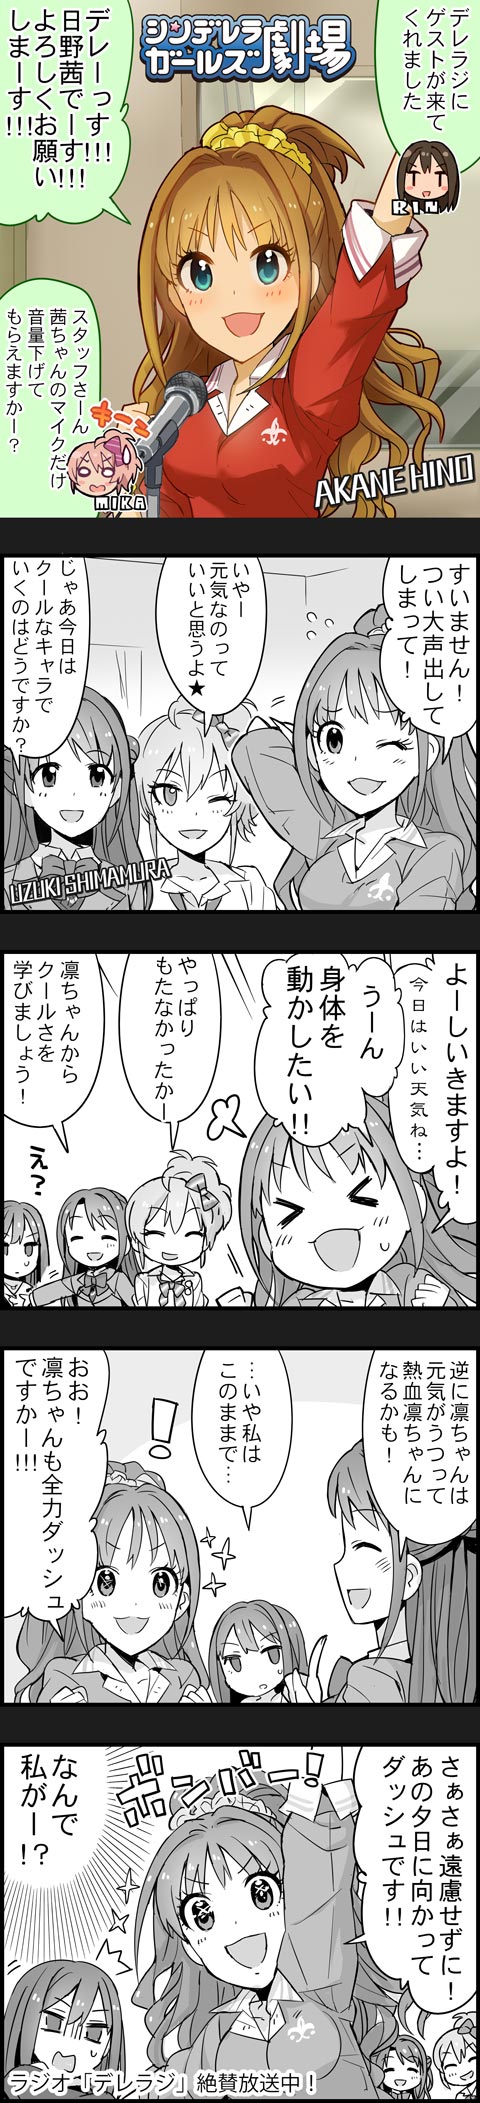 シンデレラ
ガールズ劇場
デレラジに
ゲストが来て
くれました
RIN
デレーっす!!!
日野茜でーす!!!
よろしくお願い
しまーす!!!
スタッフさーん
茜ちゃんのマイクだけ
音量下げて
もらえますかー?
キーン
MIKA
AKANE HINO
すいません!
つい大声出して
しまって!
いやー
元気なのって
いいと思うよ★
じゃあ今日は
クールなキャラで
いくのはどうですか?
UZUKI SHIMAMURA
よーしいきますよ!
今日はいい天気ね…
うーん
身体を
動かしたい!!
やっぱり
もたなかったかー
凛ちゃんから
クールさを
学びましょう!
え?
逆に凛ちゃんは
元気がうつって
熱血凛ちゃんに
なるかも!
…いや私は
このままで…
!
おお!
凛ちゃんも全力ダッシュ
ですかー!!!
さぁさぁ遠慮せずに!
あの夕日に向かって
ダッシュです!!
ボンバー!
なんで
私がー!?
ラジオ「デレラジ」絶賛放送中!